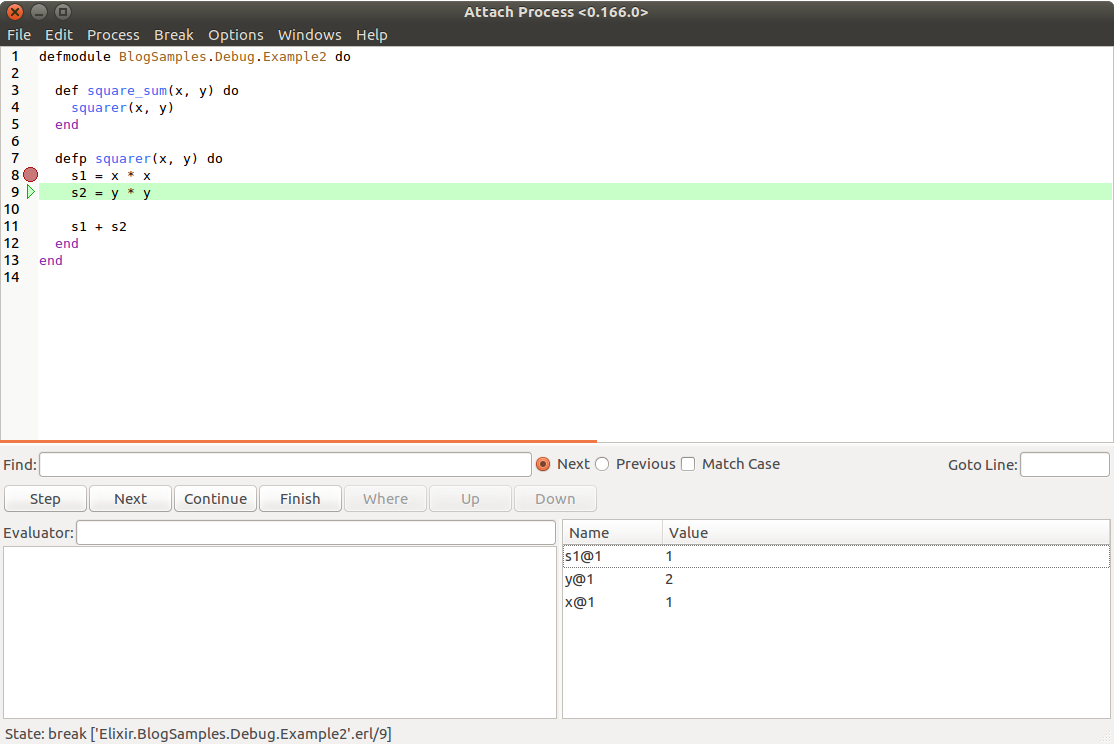 Attach Process <0.166.0>
File Edit Process Break Options Windows Help
1 defmodule BlogSamples.Debug.Example2 do
2
3   def square_sum(x, y) do
4     squarer(x, y)
5   end
6
7   defp squarer(x, y) do
8     s1 = x * x
9     s2 = y * y
10
11     s1 + s2
12   end
13 end
14
Find: Next Previous Match Case Goto Line:
Step Next Continue Finish Where Up Down
Evaluator:
Name Value
s1@1 1
y@1 2
x@1 1
State: break ['Elixir.BlogSamples.Debug.Example2'.erl/9]